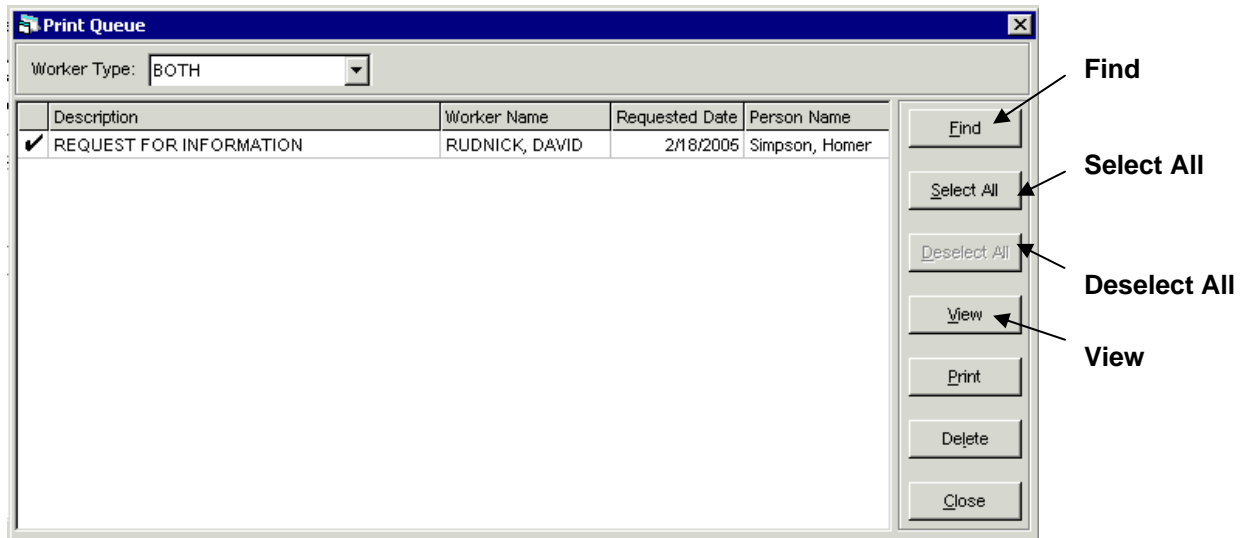 Print Queue
Worker Type: BOTH
Description Worker Name Requested Date Person Name
✔ REQUEST FOR INFORMATION RUDNICK, DAVID 2/18/2005 Simpson, Homer
Find
Select All
Deselect All
View
Print
Delete
Close
Find
Select All
Deselect All
View